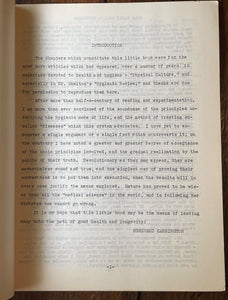 INTRODUCTION
The Chapters which constitute this little book were for the
most part articles which had appeared, over a number of years, in
magazines devoted to health and hygiene - "Physical Culture," and
especially in Dr. Shelton's "Hygienic Review," and thanks are due
for permission to reproduce them here.
After more than half-a-century of reading and experimentation,
I am more than ever convinced of the soundness of the principles un-
derlying the hygienic mode of life, and the method of treating so-
called "diseases" which this system advocates. I have yet to en-
counter a single argument or a single fact which controverts it; on
the contrary I have noted a greater and greater degree of acceptance
of the basic principles involved, and the gradual realization by the
public of their truth. Revolutionary as they may appear, they are
nevertheless sound and true, and the simplest way of proving their
correctness is to put them into execution, when the results will in
every case justify the means employed. Nature has proved to be wis-
er than all the "medical science" in the world, and in following her
dictates one cannot go wrong.
It is my hope that this little book may be the means of leading
many into the path of good health and longevity!
HEREWARD CARRINGTON
-1-